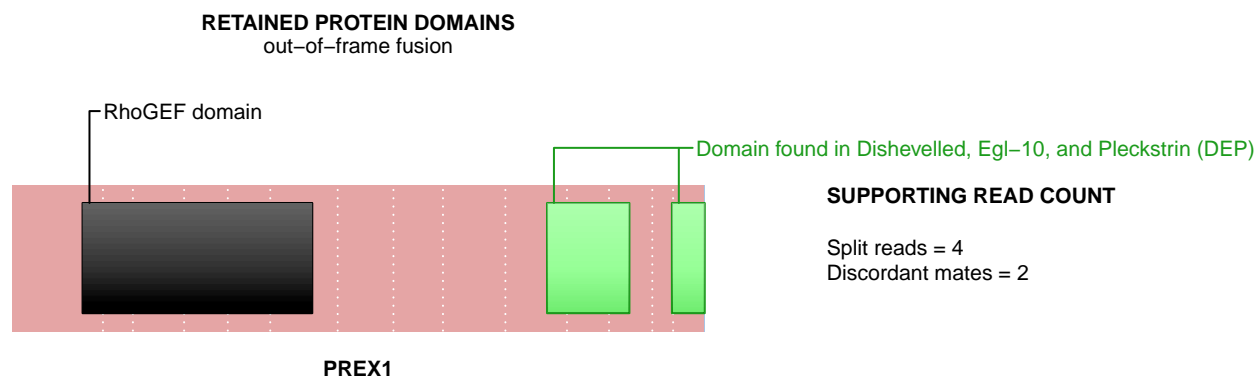 RETAINED PROTEIN DOMAINS
out−of−frame fusion
RhoGEF domain
Domain found in Dishevelled, Egl−10, and Pleckstrin (DEP)
SUPPORTING READ COUNT
Split reads = 4
Discordant mates = 2
PREX1